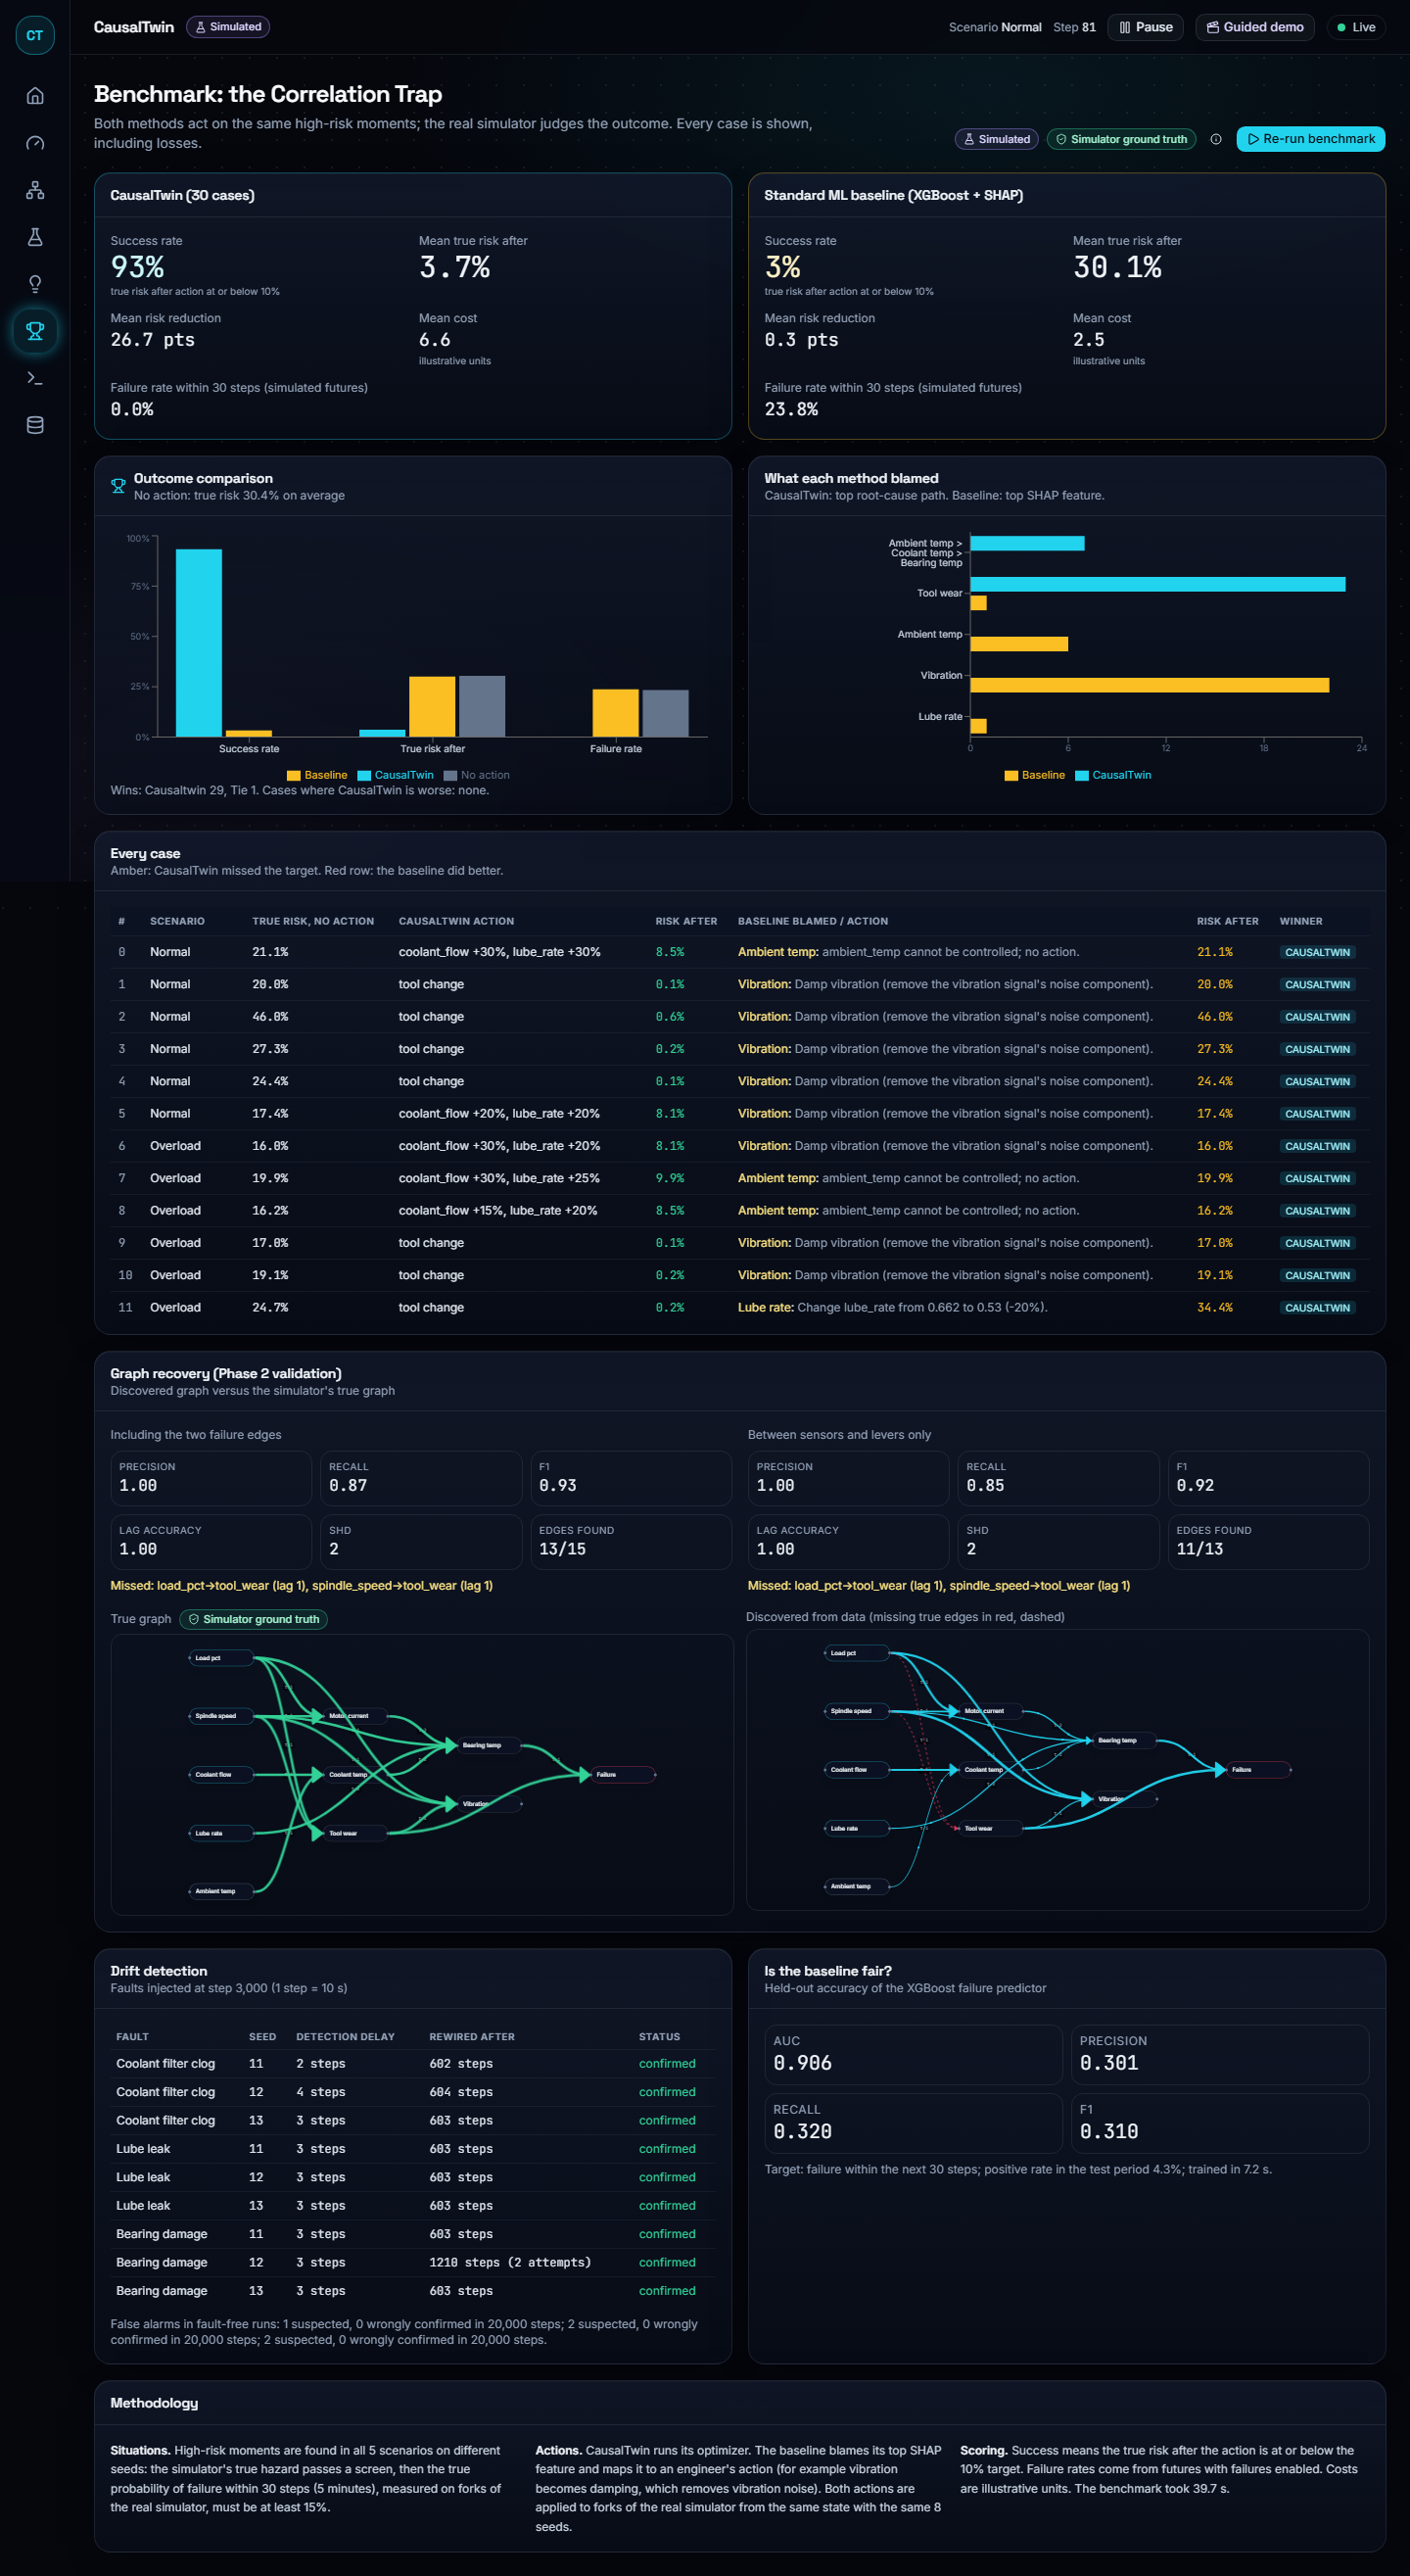 CT
CausalTwin
Simulated
Scenario Normal
Step 81
Pause
Guided demo
Live
Benchmark: the Correlation Trap
Both methods act on the same high-risk moments; the real simulator judges the outcome. Every case is shown,
including losses.
Simulated
Simulator ground truth
Re-run benchmark
CausalTwin (30 cases)
Success rate
Mean true risk after
93%
3.7%
true risk after action at or below 10%
Mean risk reduction
Mean cost
26.7 pts
6.6
illustrative units
Failure rate within 30 steps (simulated futures)
0.0%
Standard ML baseline (XGBoost + SHAP)
Success rate
Mean true risk after
3%
30.1%
true risk after action at or below 10%
Mean risk reduction
Mean cost
0.3 pts
2.5
illustrative units
Failure rate within 30 steps (simulated futures)
23.8%
Outcome comparison
No action: true risk 30.4% on average
100%
75%
50%
25%
0%
Success rate
True risk after
Failure rate
Baseline
CausalTwin
No action
Wins: Causaltwin 29, Tie 1. Cases where CausalTwin is worse: none.
What each method blamed
CausalTwin: top root-cause path. Baseline: top SHAP feature.
Ambient temp >
Coolant temp >
Bearing temp
Tool wear
Ambient temp
Vibration
Lube rate
0 6 12 18 24
Baseline
CausalTwin
Every case
Amber: CausalTwin missed the target. Red row: the baseline did better.
# SCENARIO TRUE RISK, NO ACTION CAUSALTWIN ACTION RISK AFTER BASELINE BLAMED / ACTION RISK AFTER WINNER
0 Normal 21.1% coolant_flow +30%, lube_rate +30% 8.5% Ambient temp: ambient_temp cannot be controlled; no action. 21.1% CAUSALTWIN
1 Normal 20.0% tool change 0.1% Vibration: Damp vibration (remove the vibration signal's noise component). 20.0% CAUSALTWIN
2 Normal 46.0% tool change 0.6% Vibration: Damp vibration (remove the vibration signal's noise component). 46.0% CAUSALTWIN
3 Normal 27.3% tool change 0.2% Vibration: Damp vibration (remove the vibration signal's noise component). 27.3% CAUSALTWIN
4 Normal 24.4% tool change 0.1% Vibration: Damp vibration (remove the vibration signal's noise component). 24.4% CAUSALTWIN
5 Normal 17.4% coolant_flow +20%, lube_rate +20% 8.1% Vibration: Damp vibration (remove the vibration signal's noise component). 17.4% CAUSALTWIN
6 Overload 16.0% coolant_flow +30%, lube_rate +20% 8.1% Vibration: Damp vibration (remove the vibration signal's noise component). 16.0% CAUSALTWIN
7 Overload 19.9% coolant_flow +30%, lube_rate +25% 9.9% Ambient temp: ambient_temp cannot be controlled; no action. 19.9% CAUSALTWIN
8 Overload 16.2% coolant_flow +15%, lube_rate +20% 8.5% Ambient temp: ambient_temp cannot be controlled; no action. 16.2% CAUSALTWIN
9 Overload 17.0% tool change 0.1% Vibration: Damp vibration (remove the vibration signal's noise component). 17.0% CAUSALTWIN
10 Overload 19.1% tool change 0.2% Vibration: Damp vibration (remove the vibration signal's noise component). 19.1% CAUSALTWIN
11 Overload 24.7% tool change 0.2% Lube rate: Change lube_rate from 0.662 to 0.53 (-20%). 34.4% CAUSALTWIN
Graph recovery (Phase 2 validation)
Discovered graph versus the simulator's true graph
Including the two failure edges
PRECISION RECALL F1
1.00 0.87 0.93
LAG ACCURACY SHD EDGES FOUND
1.00 2 13/15
Missed: load_pct→tool_wear (lag 1), spindle_speed→tool_wear (lag 1)
Between sensors and levers only
PRECISION RECALL F1
1.00 0.85 0.92
LAG ACCURACY SHD EDGES FOUND
1.00 2 11/13
Missed: load_pct→tool_wear (lag 1), spindle_speed→tool_wear (lag 1)
True graph
Simulator ground truth
Load pct
Spindle speed
Motor current
Bearing temp
Coolant flow
Coolant temp
Failure
Vibration
Lube rate
Tool wear
Ambient temp
Discovered from data (missing true edges in red, dashed)
Load pct
Spindle speed
Motor current
Bearing temp
Coolant flow
Coolant temp
Failure
Vibration
Lube rate
Tool wear
Ambient temp
Drift detection
Faults injected at step 3,000 (1 step = 10 s)
FAULT SEED DETECTION DELAY REWIRED AFTER STATUS
Coolant filter clog 11 2 steps 602 steps confirmed
Coolant filter clog 12 4 steps 604 steps confirmed
Coolant filter clog 13 3 steps 603 steps confirmed
Lube leak 11 3 steps 603 steps confirmed
Lube leak 12 3 steps 603 steps confirmed
Lube leak 13 3 steps 603 steps confirmed
Bearing damage 11 3 steps 603 steps confirmed
Bearing damage 12 3 steps 1210 steps (2 attempts) confirmed
Bearing damage 13 3 steps 603 steps confirmed
False alarms in fault-free runs: 1 suspected, 0 wrongly confirmed in 20,000 steps; 2 suspected, 0 wrongly
confirmed in 20,000 steps; 2 suspected, 0 wrongly confirmed in 20,000 steps.
Is the baseline fair?
Held-out accuracy of the XGBoost failure predictor
AUC PRECISION
0.906 0.301
RECALL F1
0.320 0.310
Target: failure within the next 30 steps; positive rate in the test period 4.3%; trained in 7.2 s.
Methodology
Situations. High-risk moments are found in all 5 scenarios on different
seeds: the simulator's true hazard passes a screen, then the true
probability of failure within 30 steps (5 minutes), measured on forks of
the real simulator, must be at least 15%.
Actions. CausalTwin runs its optimizer. The baseline blames its top SHAP
feature and maps it to an engineer's action (for example vibration
becomes damping, which removes vibration noise). Both actions are
applied to forks of the real simulator from the same state with the same 8
seeds.
Scoring. Success means the true risk after the action is at or below the
10% target. Failure rates come from futures with failures enabled. Costs
are illustrative units. The benchmark took 39.7 s.